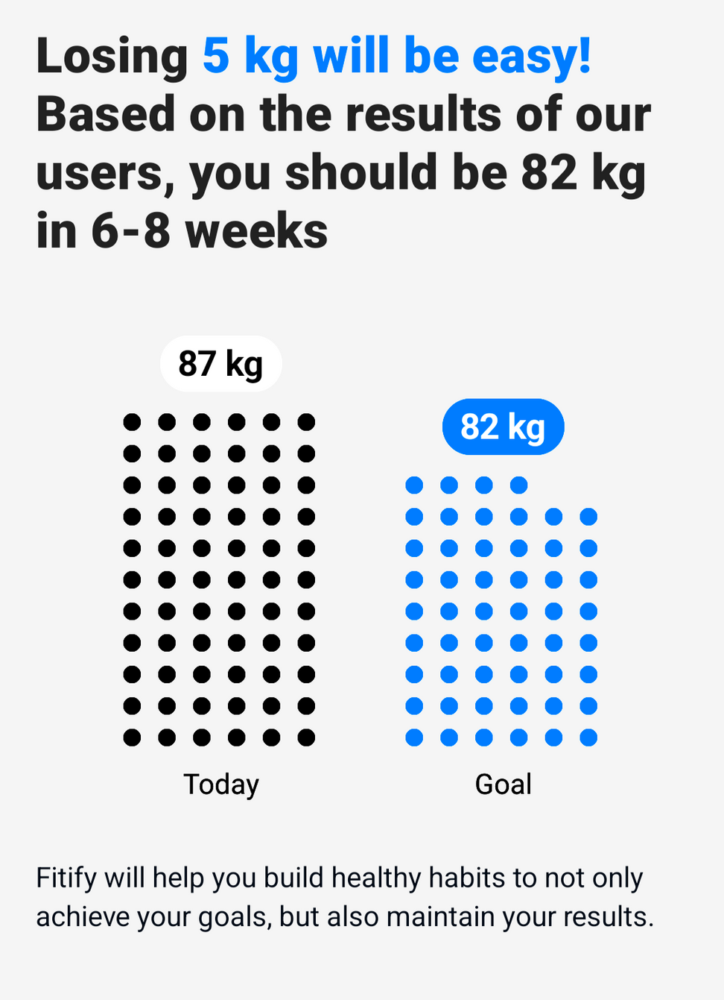 Losing 5 kg will be easy!
Based on the results of our
users, you should be 82 kg
in 6-8 weeks
87 kg
82 kg
Today
Goal
Fitify will help you build healthy habits to not only
achieve your goals, but also maintain your results.